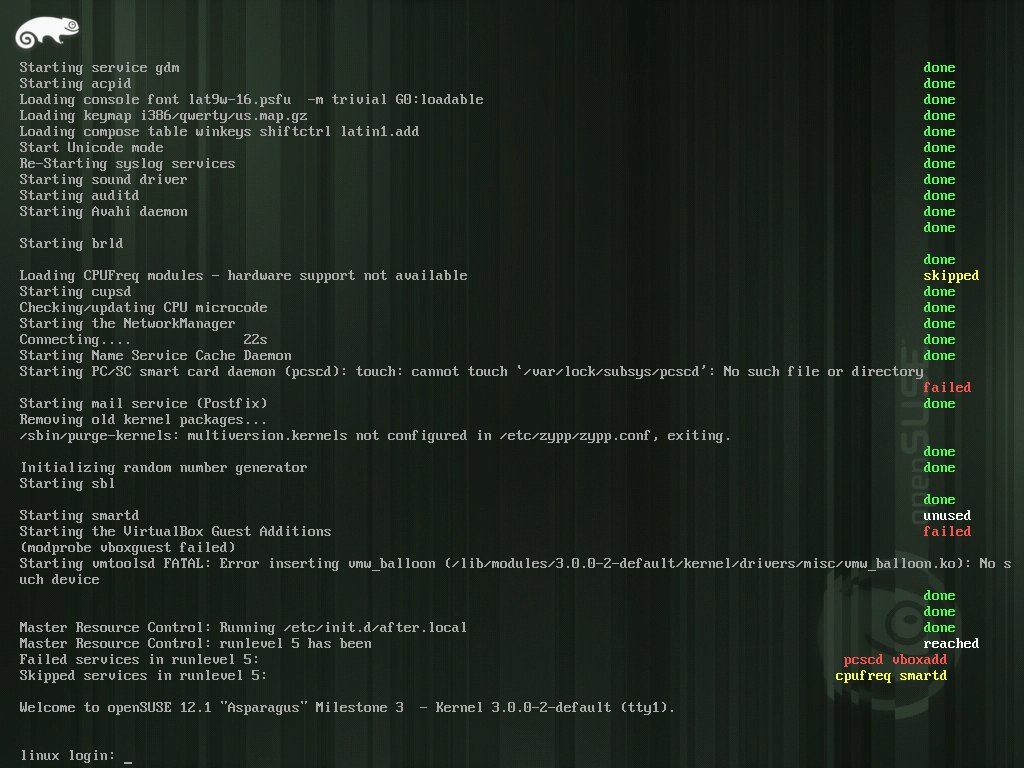 Starting service gdm done
Starting acpid done
Loading console font lat9w-16.psfu  -m trivial G0:loadable done
Loading keymap i386/qwerty/us.map.gz done
Loading compose table winkeys shiftctrl latin1.add done
Start Unicode mode done
Re-Starting syslog services done
Starting sound driver done
Starting auditd done
Starting Avahi daemon done
done
Starting brld
done
Loading CPUFreq modules - hardware support not available skipped
Starting cupsd done
Checking/updating CPU microcode done
Starting the NetworkManager done
Connecting.... 22s done
Starting Name Service Cache Daemon done
Starting PC/SC smart card daemon (pcscd): touch: cannot touch `/var/lock/subsys/pcscd': No such file or directory
failed
Starting mail service (Postfix) done
Removing old kernel packages...
/sbin/purge-kernels: multiversion.kernels not configured in /etc/zypp/zypp.conf, exiting.
done
Initializing random number generator done
Starting sbl
done
Starting smartd unused
Starting the VirtualBox Guest Additions failed
(modprobe vboxguest failed)
Starting vmtoolsd FATAL: Error inserting vmw_balloon (/lib/modules/3.0.0-2-default/kernel/drivers/misc/vmw_balloon.ko): No s
uch device
done
done
Master Resource Control: Running /etc/init.d/after.local done
Master Resource Control: runlevel 5 has been reached
Failed services in runlevel 5: pcscd vboxadd
Skipped services in runlevel 5: cpufreq smartd
Welcome to openSUSE 12.1 "Asparagus" Milestone 3  - Kernel 3.0.0-2-default (tty1).
linux login: _
openSUSE